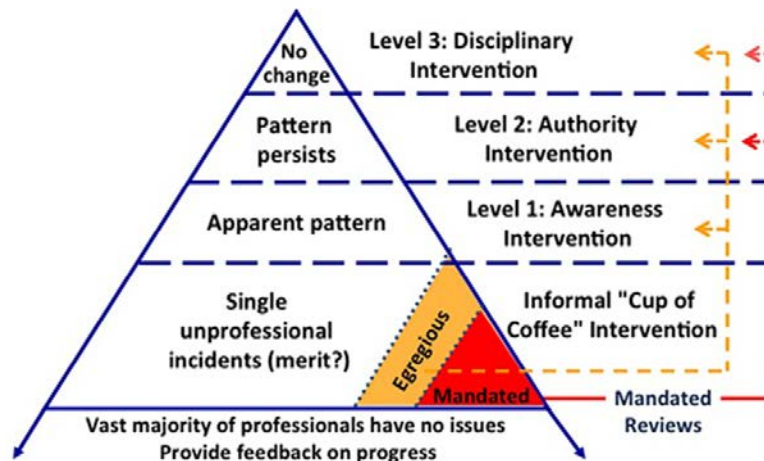 No
change
Level 3: Disciplinary
Intervention
Pattern
persists
Level 2: Authority
Intervention
Apparent pattern
Level 1: Awareness
Intervention
Single
unprofessional
incidents (merit?)
Egregious
Mandated
Informal "Cup of
Coffee" Intervention
Mandated
Reviews
Vast majority of professionals have no issues
Provide feedback on progress